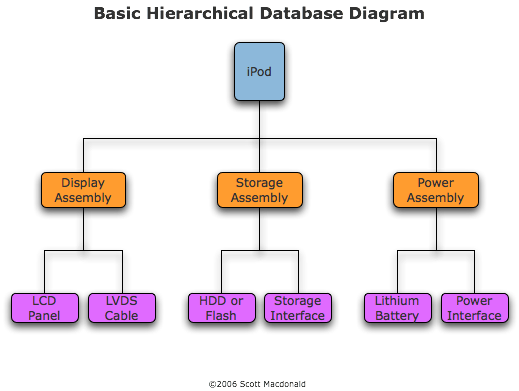 Basic Hierarchical Database Diagram
iPod
Display
Assembly
Storage
Assembly
Power
Assembly
LCD
Panel
LVDS
Cable
HDD or
Flash
Storage
Interface
Lithium
Battery
Power
Interface
©2006 Scott Macdonald